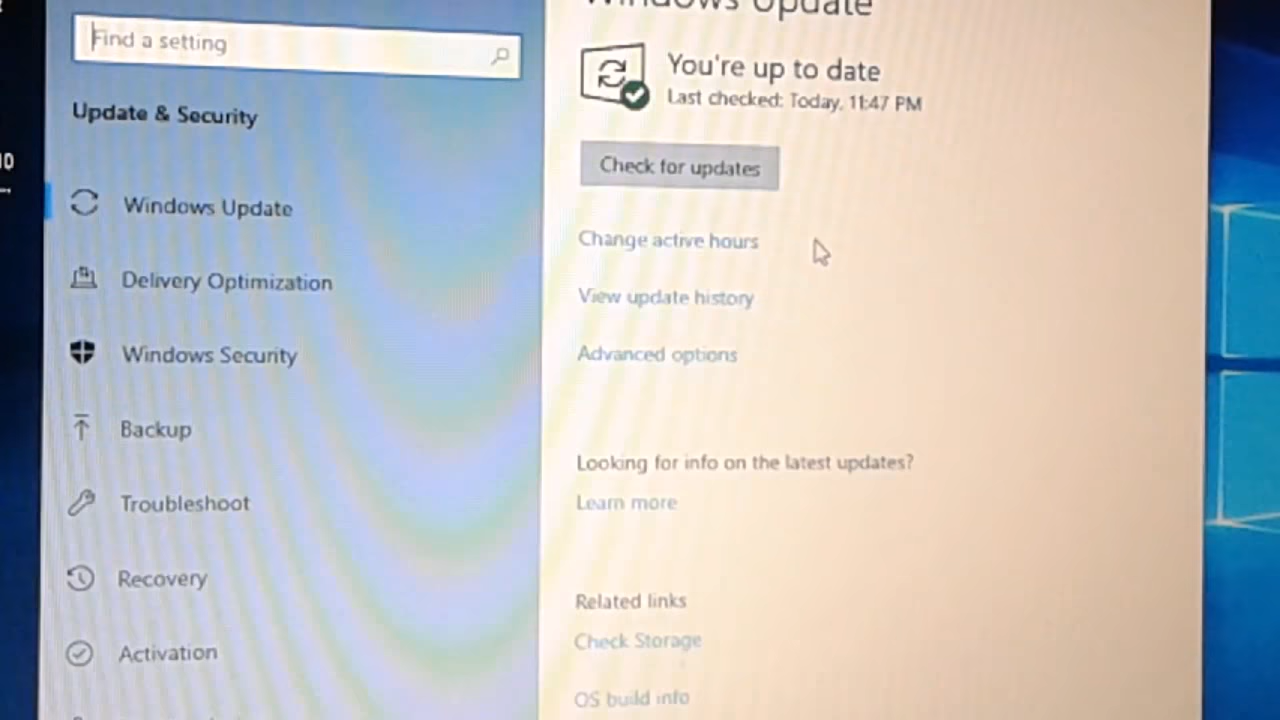 Windows Update
Find a setting
You're up to date
Last checked: Today, 11:47 PM
Update & Security
Check for updates
Windows Update
Change active hours
Delivery Optimization
View update history
Windows Security
Advanced options
Backup
Looking for info on the latest updates?
Troubleshoot
Learn more
Recovery
Related links
Activation
Check Storage
OS build info